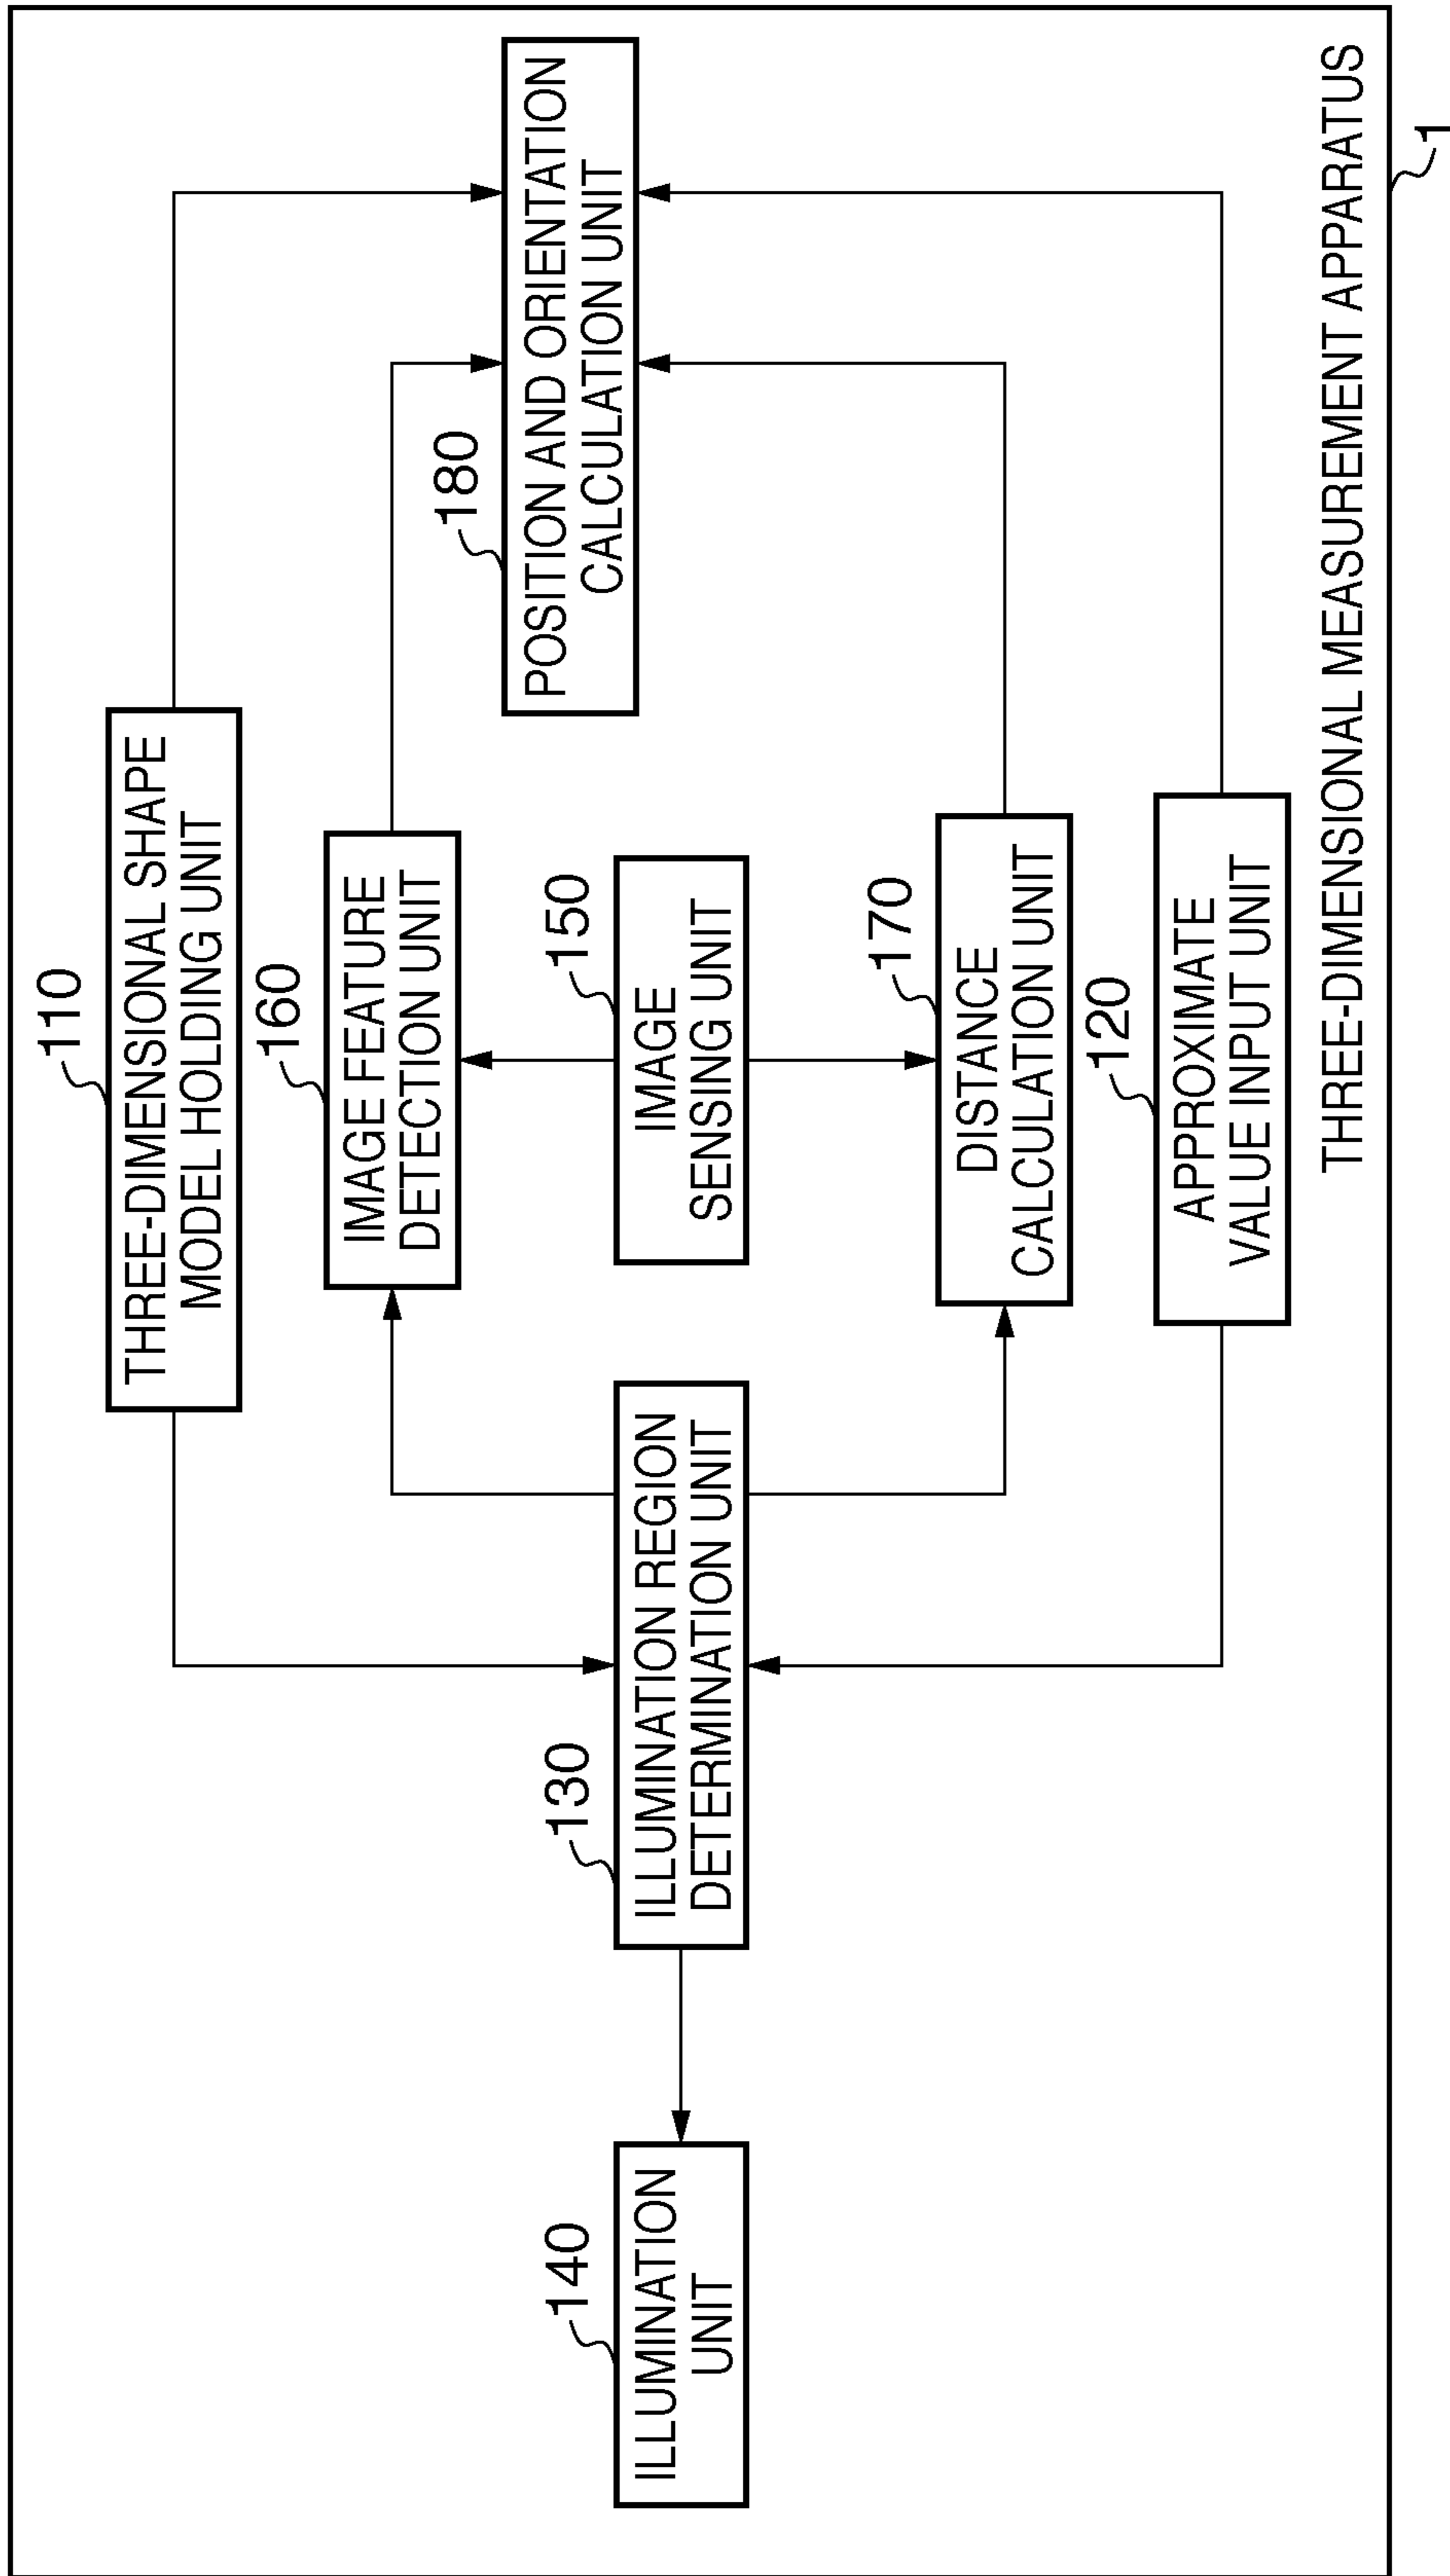 110
THREE-DIMENSIONAL SHAPE
MODEL HOLDING UNIT
160
IMAGE FEATURE
DETECTION UNIT
180
POSITION AND ORIENTATION
CALCULATION UNIT
140
ILLUMINATION
UNIT
130
ILLUMINATION REGION
DETERMINATION UNIT
150
IMAGE
SENSING UNIT
170
DISTANCE
CALCULATION UNIT
120
APPROXIMATE
VALUE INPUT UNIT
THREE-DIMENSIONAL MEASUREMENT APPARATUS
1